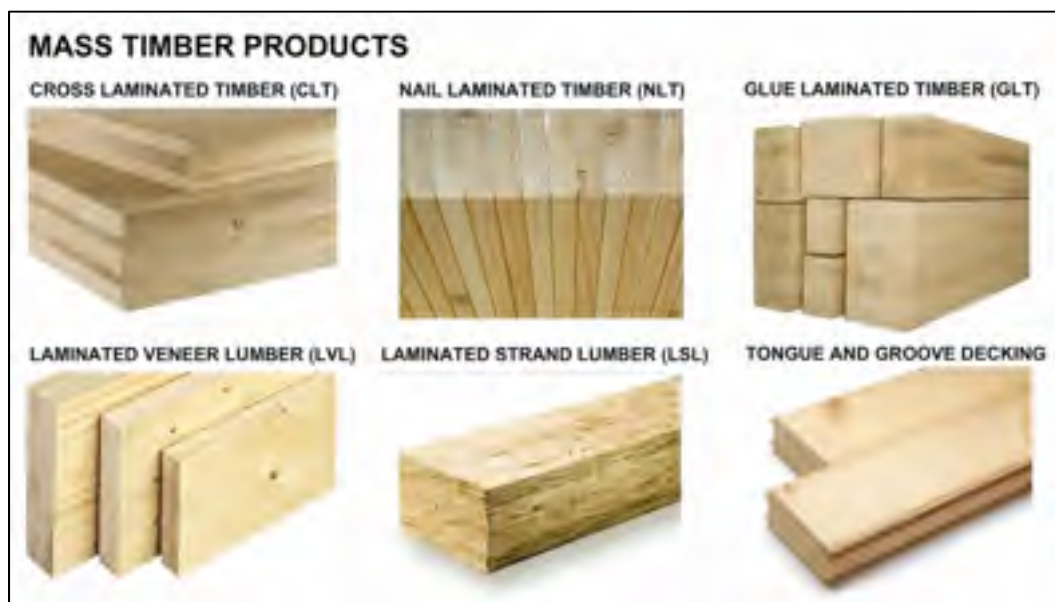 MASS TIMBER PRODUCTS
CROSS LAMINATED TIMBER (CLT)
NAIL LAMINATED TIMBER (NLT)
GLUE LAMINATED TIMBER (GLT)
LAMINATED VENEER LUMBER (LVL)
LAMINATED STRAND LUMBER (LSL)
TONGUE AND GROOVE DECKING